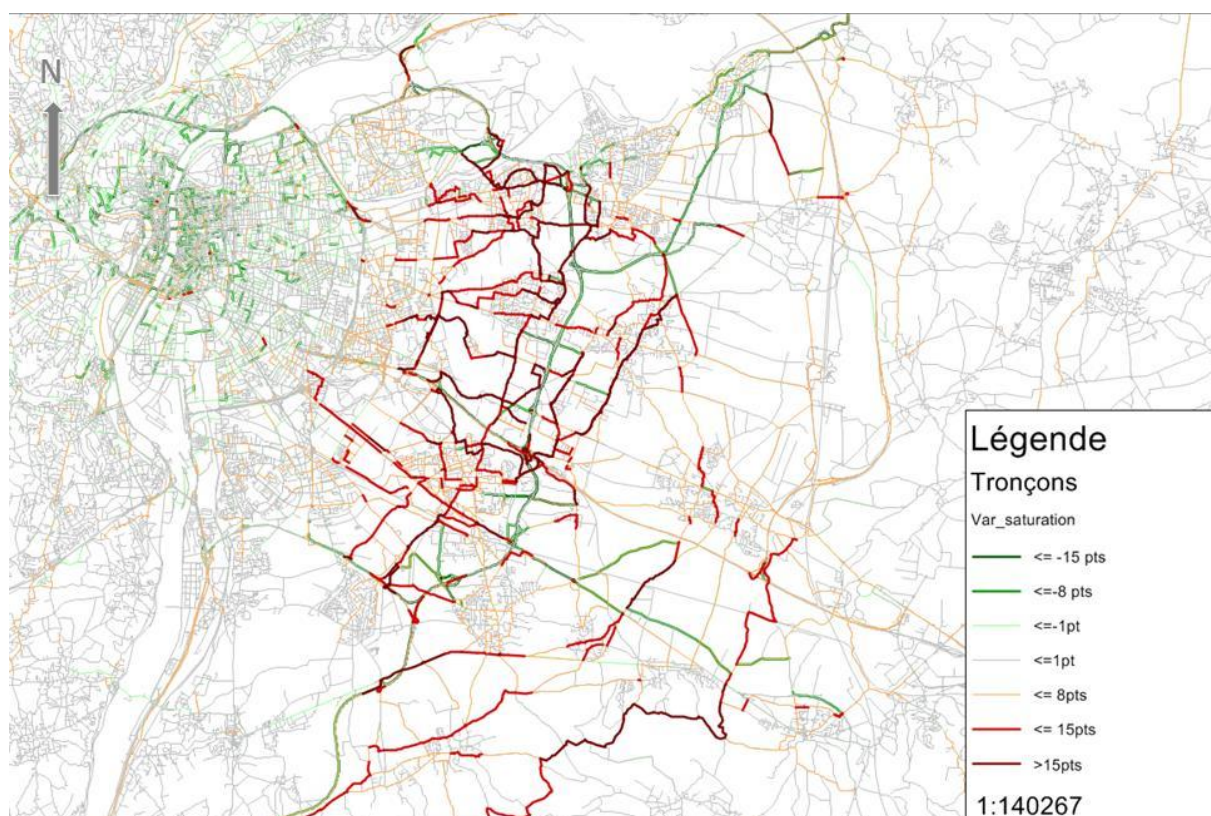 N
Légende
Tronçons
Var_saturation
<= -15 pts
<=-8 pts
<=-1pt
<=1pt
<= 8pts
<= 15pts
>15pts
1:140267